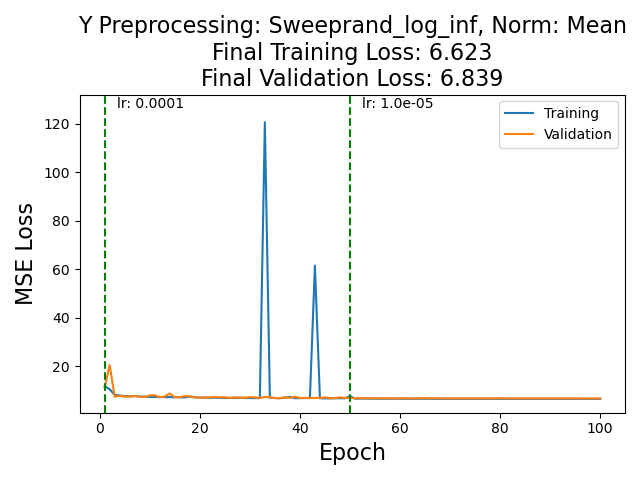 Y Preprocessing: Sweeprand_log_inf, Norm: Mean
Final Training Loss: 6.623
Final Validation Loss: 6.839
lr: 0.0001
lr: 1.0e-05
Training
Validation
MSE Loss
120
100
80
60
40
20
0
20
40
60
80
100
Epoch